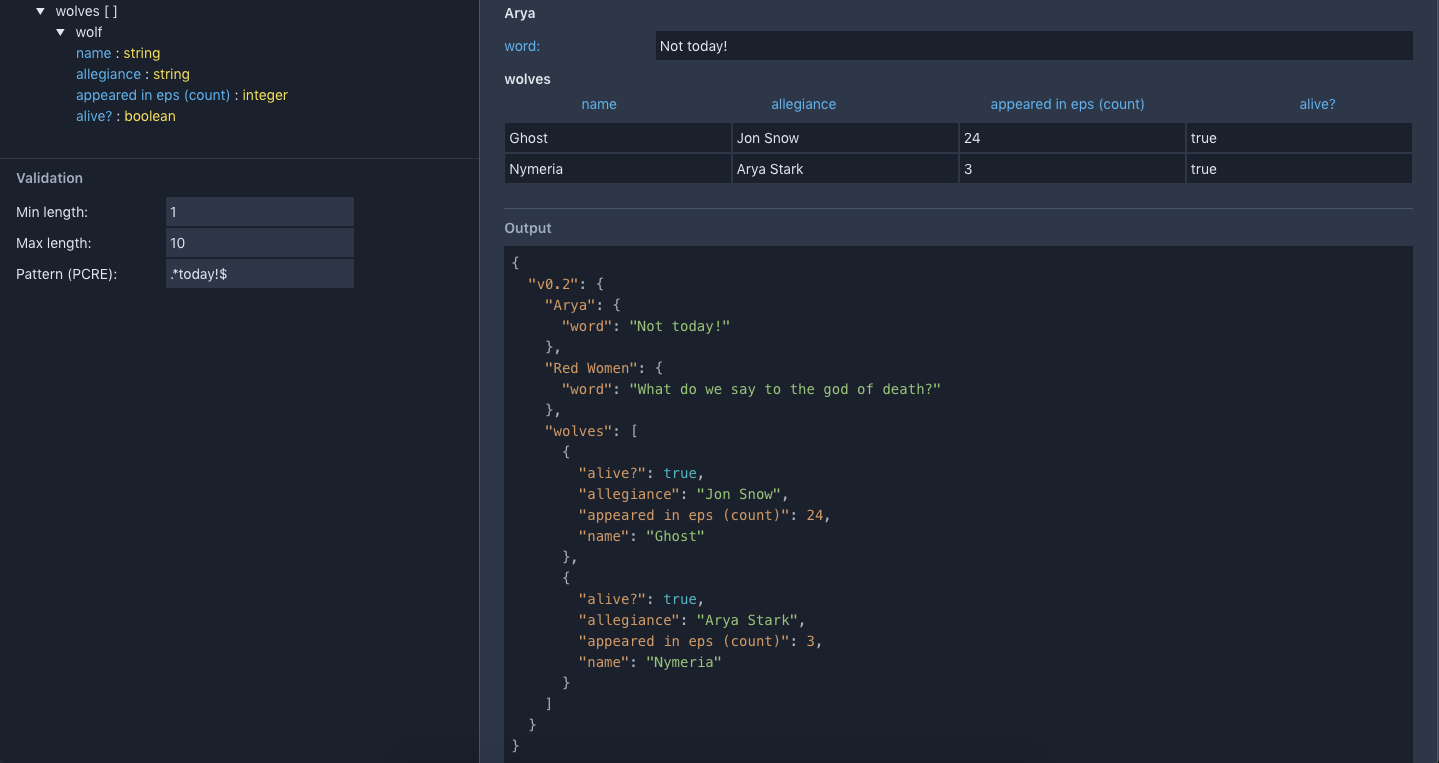 wolves [ ]
wolf
name : string
allegiance : string
appeared in eps (count) : integer
alive? : boolean
Validation
Min length: 1
Max length: 10
Pattern (PCRE): .*today!$
Arya
word: Not today!
wolves
name allegiance appeared in eps (count) alive?
Ghost Jon Snow 24 true
Nymeria Arya Stark 3 true
Output
{
"v0.2": {
"Arya": {
"word": "Not today!"
},
"Red Women": {
"word": "What do we say to the god of death?"
},
"wolves": [
{
"alive?": true,
"allegiance": "Jon Snow",
"appeared in eps (count)": 24,
"name": "Ghost"
},
{
"alive?": true,
"allegiance": "Arya Stark",
"appeared in eps (count)": 3,
"name": "Nymeria"
}
]
}
}